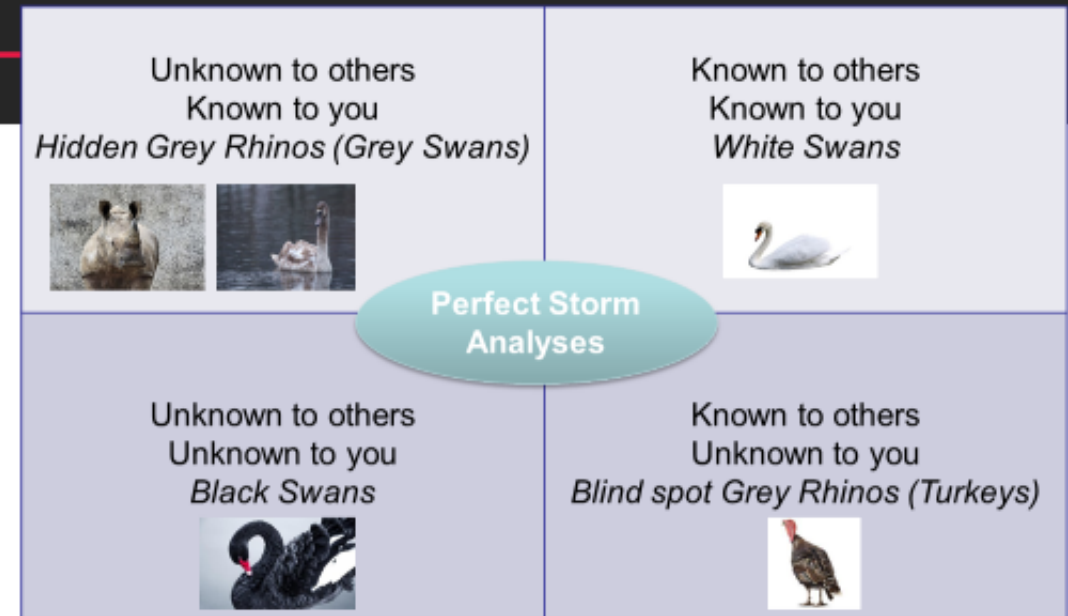 Unknown to others
Known to you
Hidden Grey Rhinos (Grey Swans)
Known to others
Known to you
White Swans
Perfect Storm
Analyses
Unknown to others
Unknown to you
Black Swans
Known to others
Unknown to you
Blind spot Grey Rhinos (Turkeys)